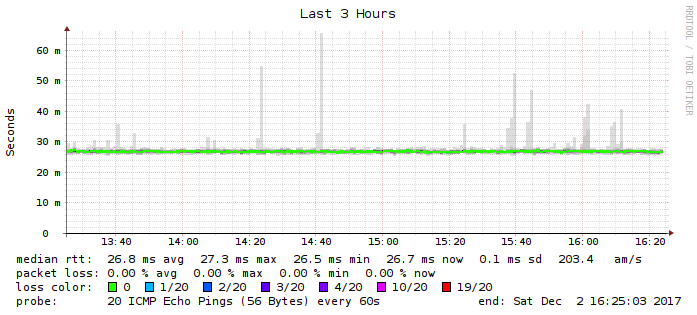 Last 3 Hours
RRDTOOL / TOBI OETIKER
Seconds
60 m
50 m
40 m
30 m
20 m
10 m
0
13:40 14:00 14:20 14:40 15:00 15:20 15:40 16:00 16:20
median rtt: 26.8 ms avg 27.3 ms max 26.5 ms min 26.7 ms now 0.1 ms sd 203.4 am/s
packet loss: 0.00 % avg 0.00 % max 0.00 % min 0.00 % now
loss color: 0 1/20 2/20 3/20 4/20 10/20 19/20
probe: 20 ICMP Echo Pings (56 Bytes) every 60s end: Sat Dec 2 16:25:03 2017